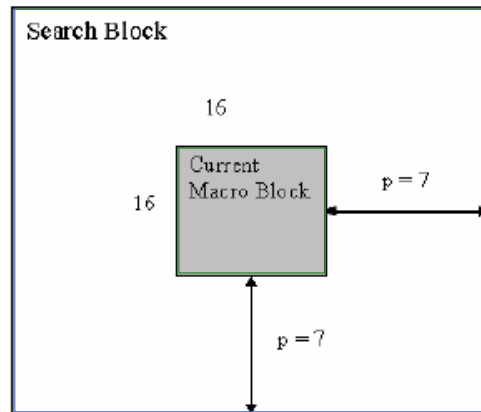 Search Block
16
Current
Macro Block
p = 7
16
p = 7